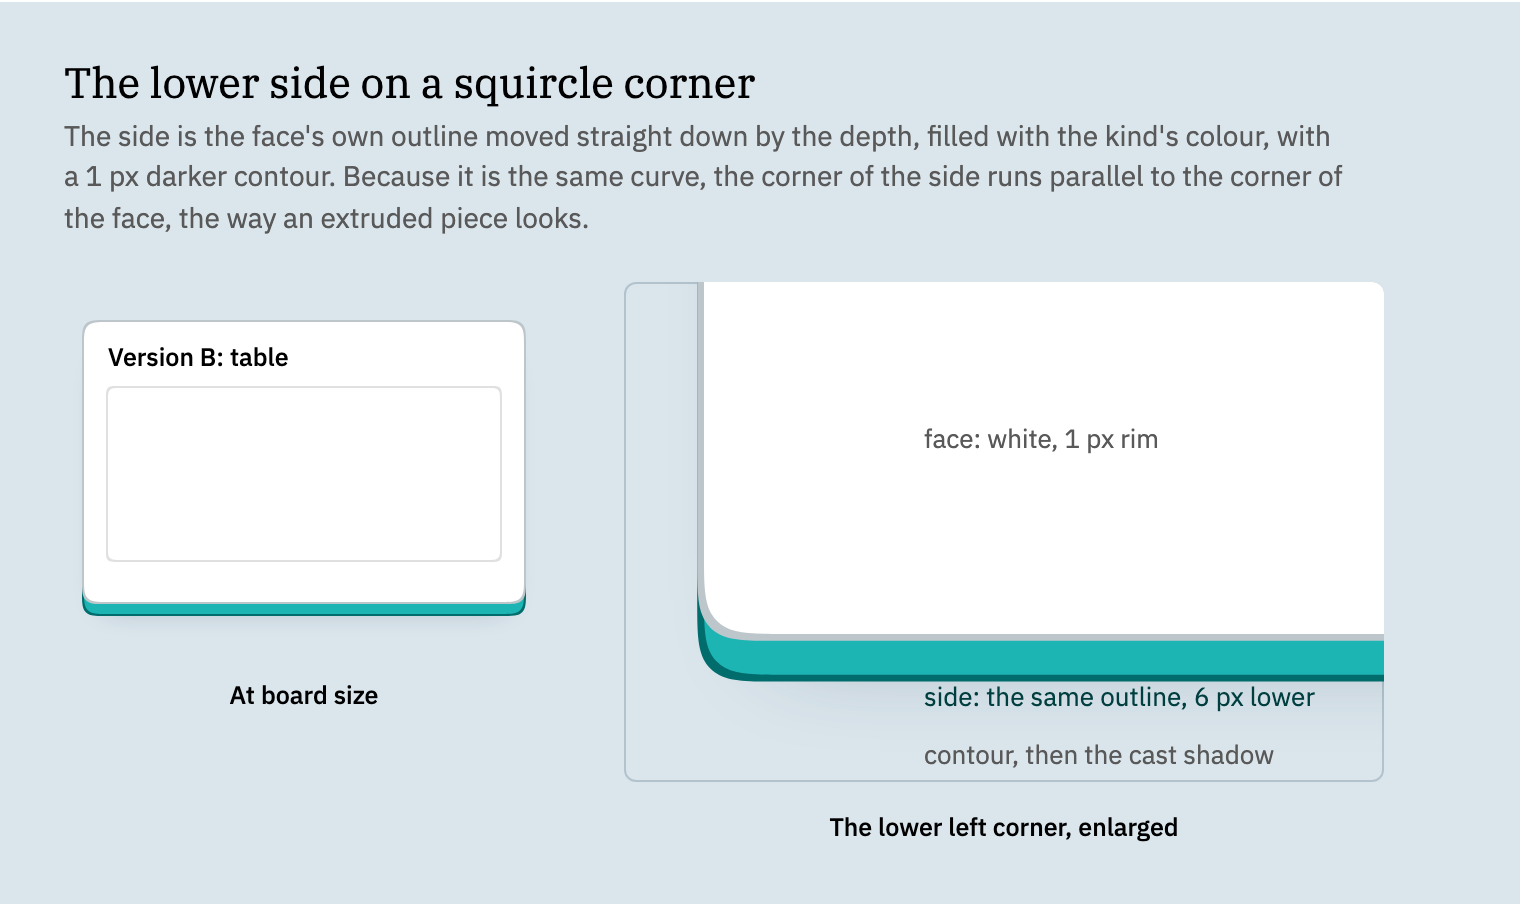 The lower side on a squircle corner
The side is the face's own outline moved straight down by the depth, filled with the kind's colour, with
a 1 px darker contour. Because it is the same curve, the corner of the side runs parallel to the corner of
the face, the way an extruded piece looks.
Version B: table
At board size
face: white, 1 px rim
side: the same outline, 6 px lower
contour, then the cast shadow
The lower left corner, enlarged